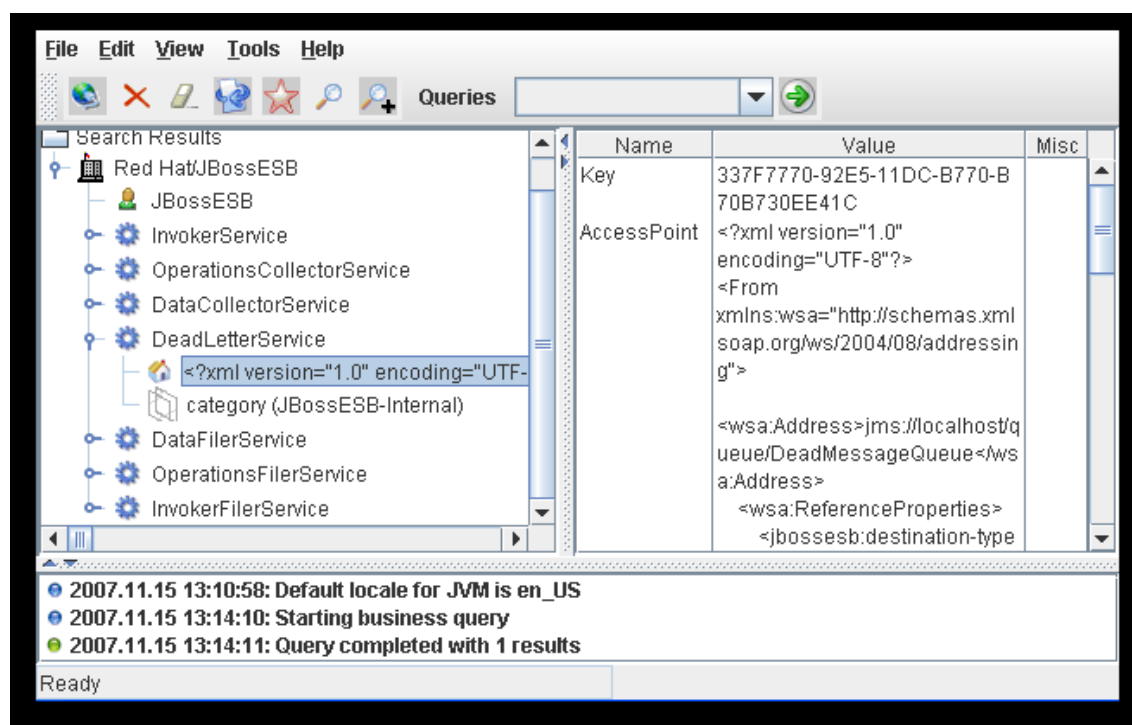 File Edit View Tools Help
Queries
Search Results
Red Hat/JBossESB
JBossESB
InvokerService
OperationsCollectorService
DataCollectorService
DeadLetterService
<?xml version="1.0" encoding="UTF-
category (JBossESB-Internal)
DataFilerService
OperationsFilerService
InvokerFilerService
Name Value Misc
Key 337F7770-92E5-11DC-B770-B
70B730EE41C
AccessPoint <?xml version="1.0"
encoding="UTF-8"?>
<From
xmlns:wsa="http://schemas.xml
soap.org/ws/2004/08/addressin
g">
<wsa:Address>jms://localhost/q
ueue/DeadMessageQueue</ws
a:Address>
<wsa:ReferenceProperties>
<jbossesb:destination-type
2007.11.15 13:10:58: Default locale for JVM is en_US
2007.11.15 13:14:10: Starting business query
2007.11.15 13:14:11: Query completed with 1 results
Ready